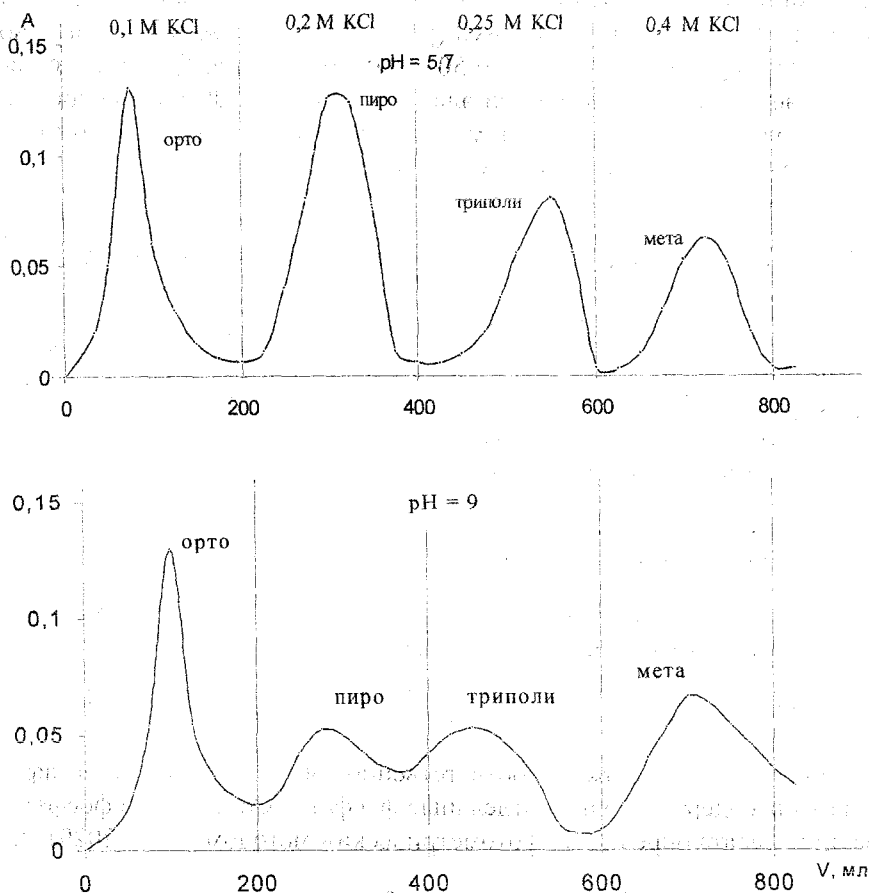 A
0,1 M KCl 0,2 M KCl 0,25 M KCl 0,4 M KCl
0,15
pH = 5,7
пиро
0,1
орто
триполи
мета
0,05
0
0 200 400 600 800
0,15
pH = 9
орто
0,1
пиро триполи мета
0,05
0
0 200 400 600 800 V, мл